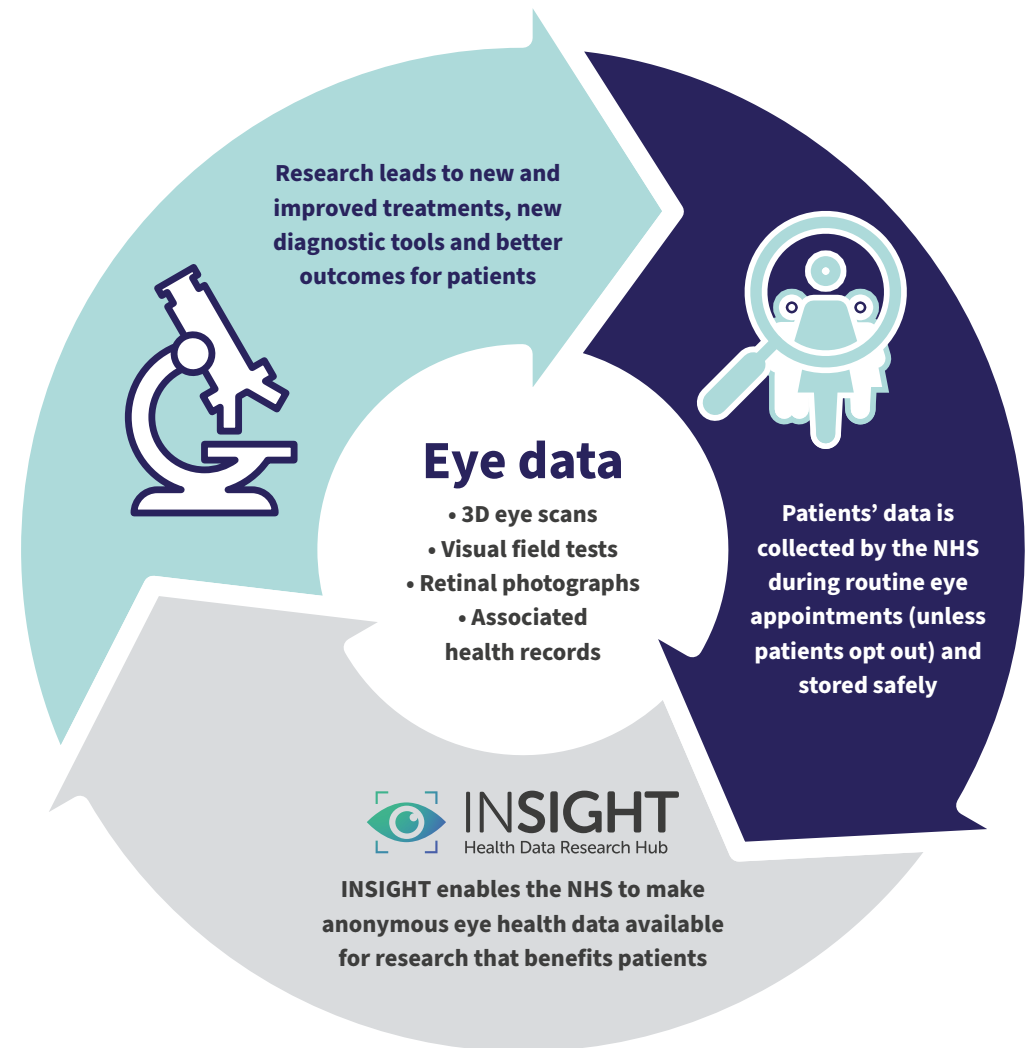 Research leads to new and
improved treatments, new
diagnostic tools and better
outcomes for patients
Eye data
• 3D eye scans
• Visual field tests
• Retinal photographs
• Associated
health records
Patients’ data is
collected by the NHS
during routine eye
appointments (unless
patients opt out) and
stored safely
INSIGHT
Health Data Research Hub
INSIGHT enables the NHS to make
anonymous eye health data available
for research that benefits patients